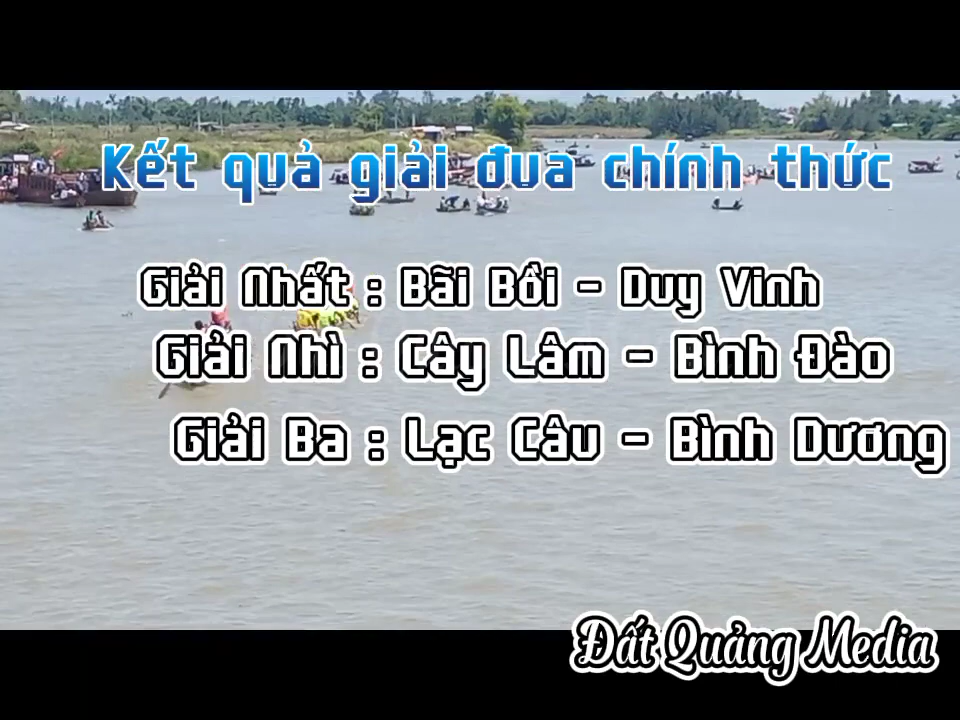 Kết quả giải đua chính thức
Giải Nhất : Bãi Bồi - Duy Vinh
Giải Nhì : Cây Lâm - Bình Đào
Giải Ba : Lạc Câu - Bình Dương
Đất Quảng Media